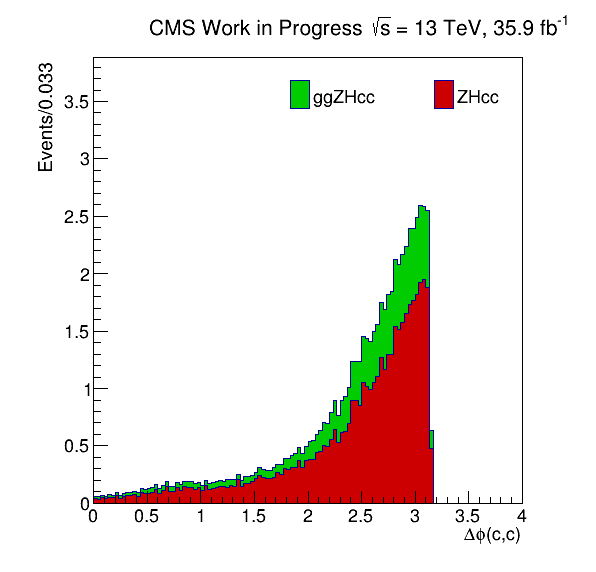 CMS Work in Progress √s = 13 TeV, 35.9 fb⁻¹
Events/0.033
ggZHcc ZHcc
3.5
3
2.5
2
1.5
1
0.5
0
0 0.5 1 1.5 2 2.5 3 3.5 4
Δϕ(c,c)